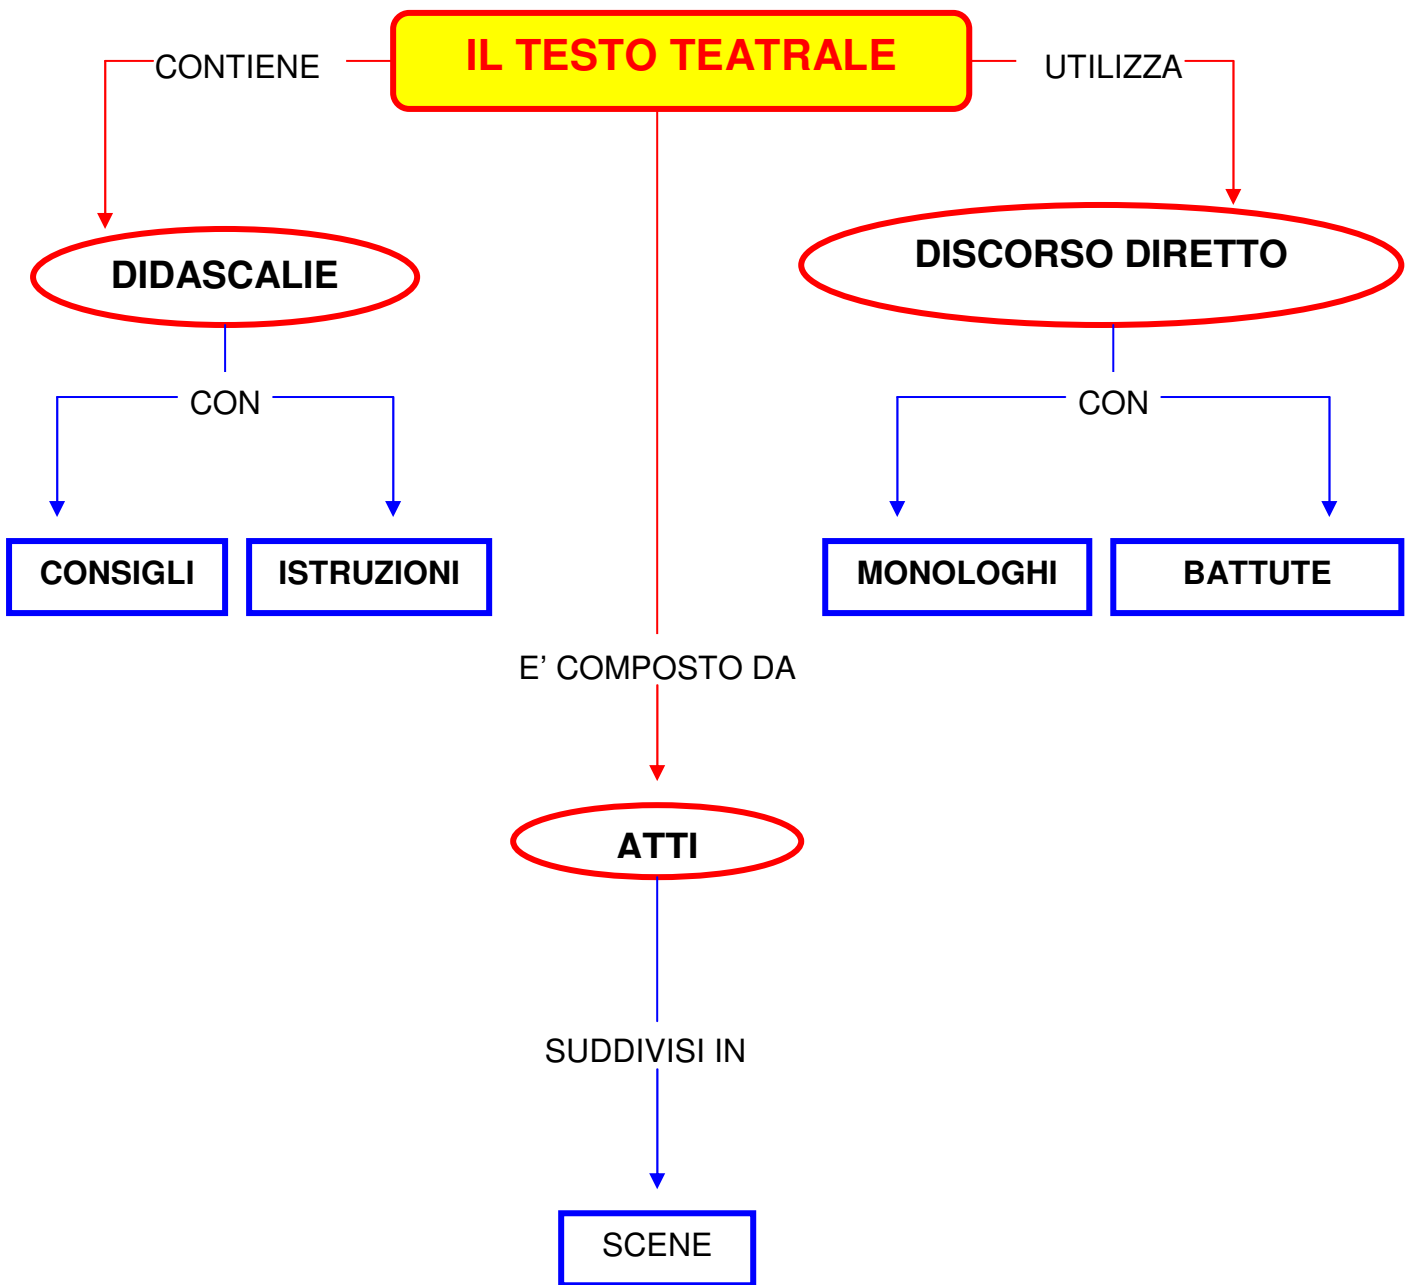 IL TESTO TEATRALE
CONTIENE
UTILIZZA
DIDASCALIE
DISCORSO DIRETTO
CON
CON
CONSIGLI
ISTRUZIONI
MONOLOGHI
BATTUTE
E’ COMPOSTO DA
ATTI
SUDDIVISI IN
SCENE